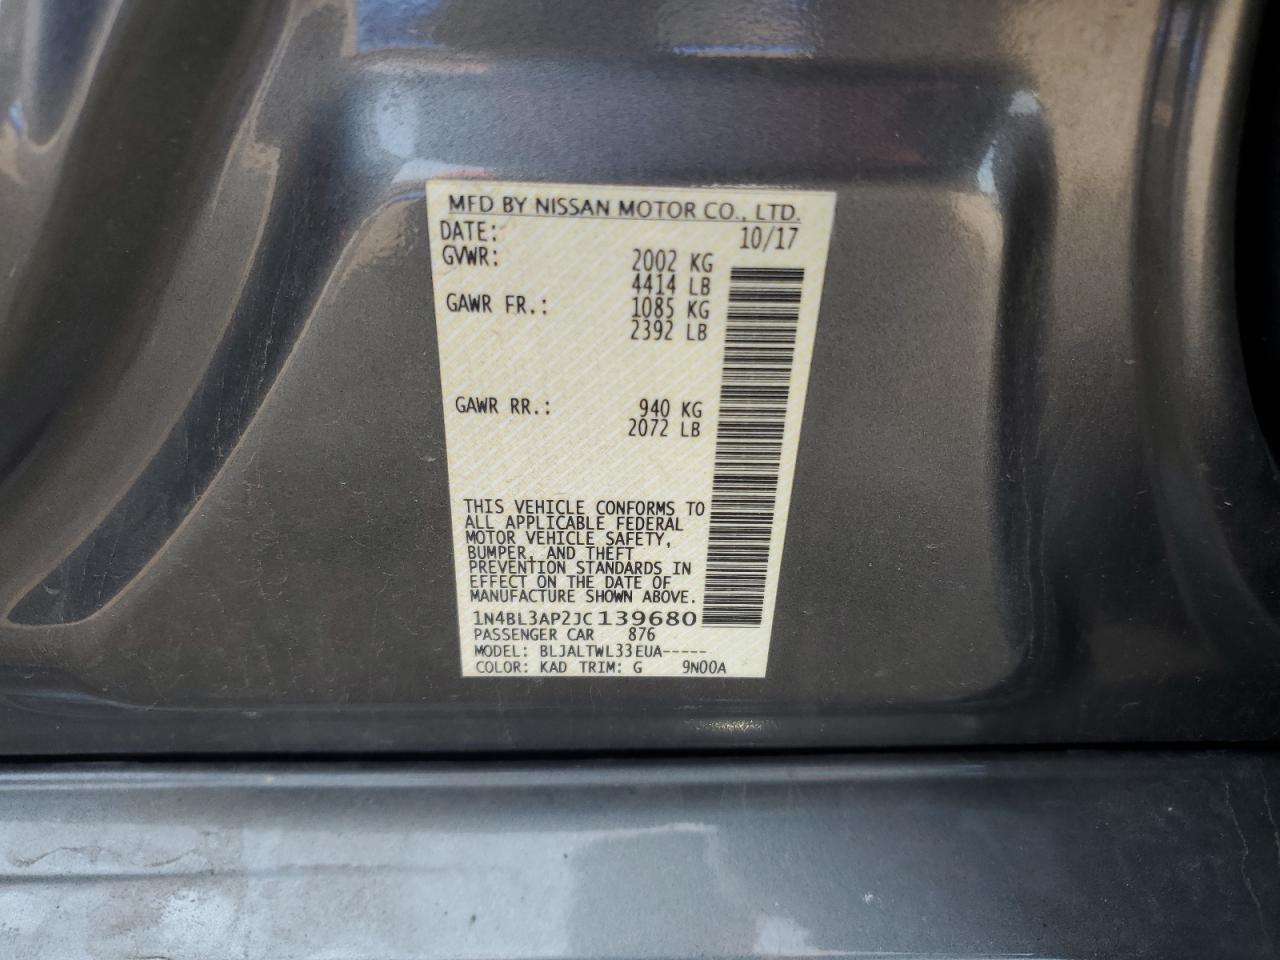 MFD BY NISSAN MOTOR CO., LTD.
DATE: 10/17
GVWR: 2002 KG
4414 LB
GAWR FR.: 1085 KG
2392 LB
GAWR RR.: 940 KG
2072 LB
THIS VEHICLE CONFORMS TO
ALL APPLICABLE FEDERAL
MOTOR VEHICLE SAFETY,
BUMPER, AND THEFT
PREVENTION STANDARDS IN
EFFECT ON THE DATE OF
MANUFACTURE SHOWN ABOVE.
1N4BL3AP2JC139680
PASSENGER CAR 876
MODEL: BLJALTWL33EUA-----
COLOR: KAD TRIM: G 9N00A